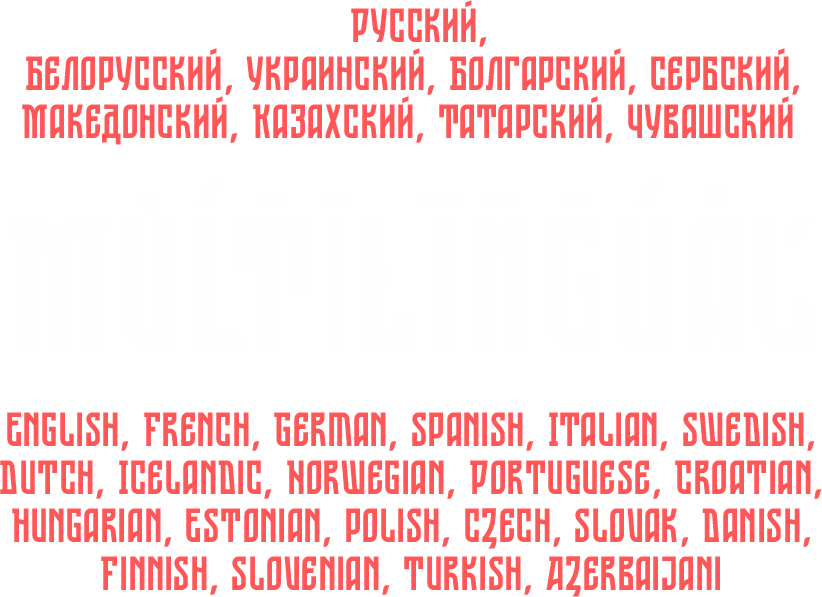 РУССКИЙ,
БЕЛОРУССКИЙ, УКРАИНСКИЙ, БОЛГАРСКИЙ, СЕРБСКИЙ,
МАКЕДОНСКИЙ, КАЗАХСКИЙ, ТАТАРСКИЙ, ЧУВАШСКИЙ
ENGLISH, FRENCH, GERMAN, SPANISH, ITALIAN, SWEDISH,
DUTCH, ICELANDIC, NORWEGIAN, PORTUGUESE, CROATIAN,
HUNGARIAN, ESTONIAN, POLISH, CZECH, SLOVAK, DANISH,
FINNISH, SLOVENIAN, TURKISH, AZERBAIJANI